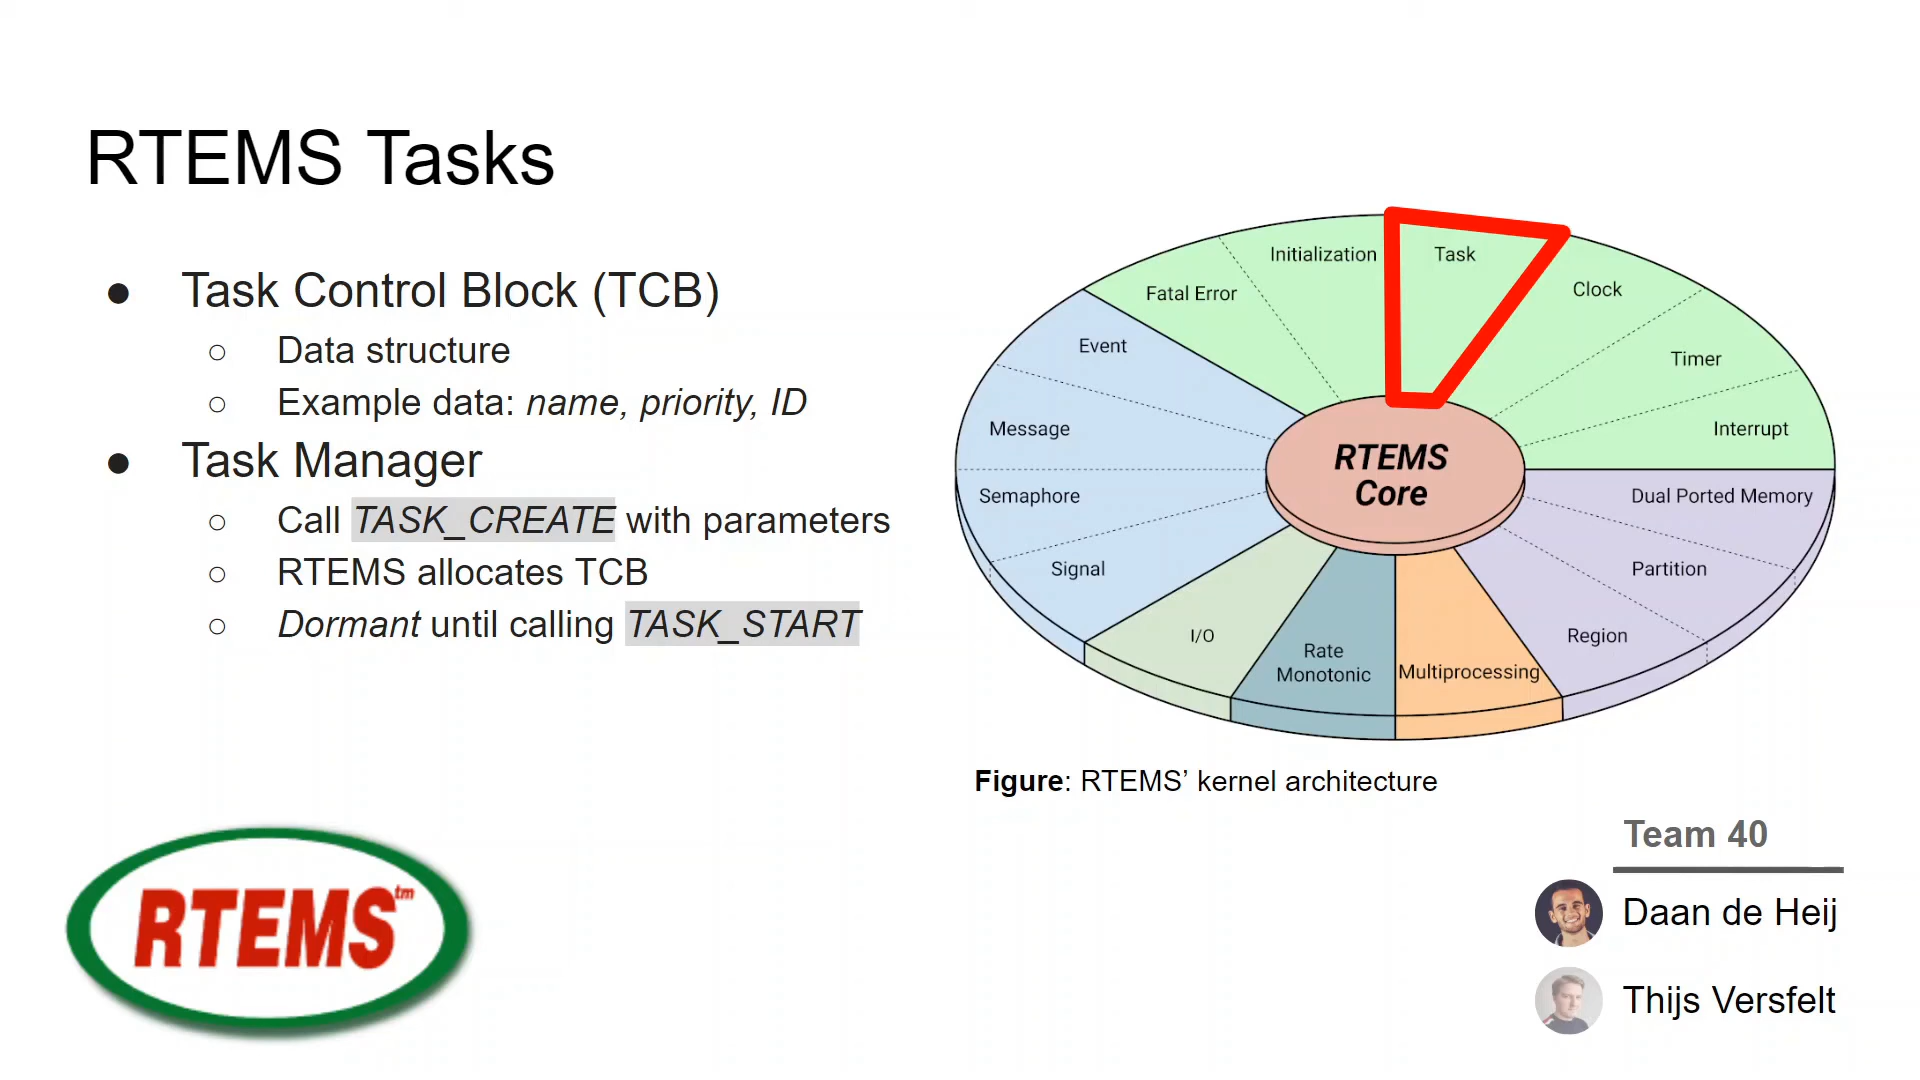 RTEMS Tasks
● Task Control Block (TCB)
○ Data structure
○ Example data: name, priority, ID
● Task Manager
○ Call TASK_CREATE with parameters
○ RTEMS allocates TCB
○ Dormant until calling TASK_START
Initialization
Task
Fatal Error
Clock
Event
Timer
Message
Interrupt
RTEMS
Core
Semaphore
Dual Ported Memory
Signal
Partition
I/O
Region
Rate
Monotonic
Multiprocessing
Figure: RTEMS’ kernel architecture
RTEMS™
Team 40
Daan de Heij
Thijs Versfelt